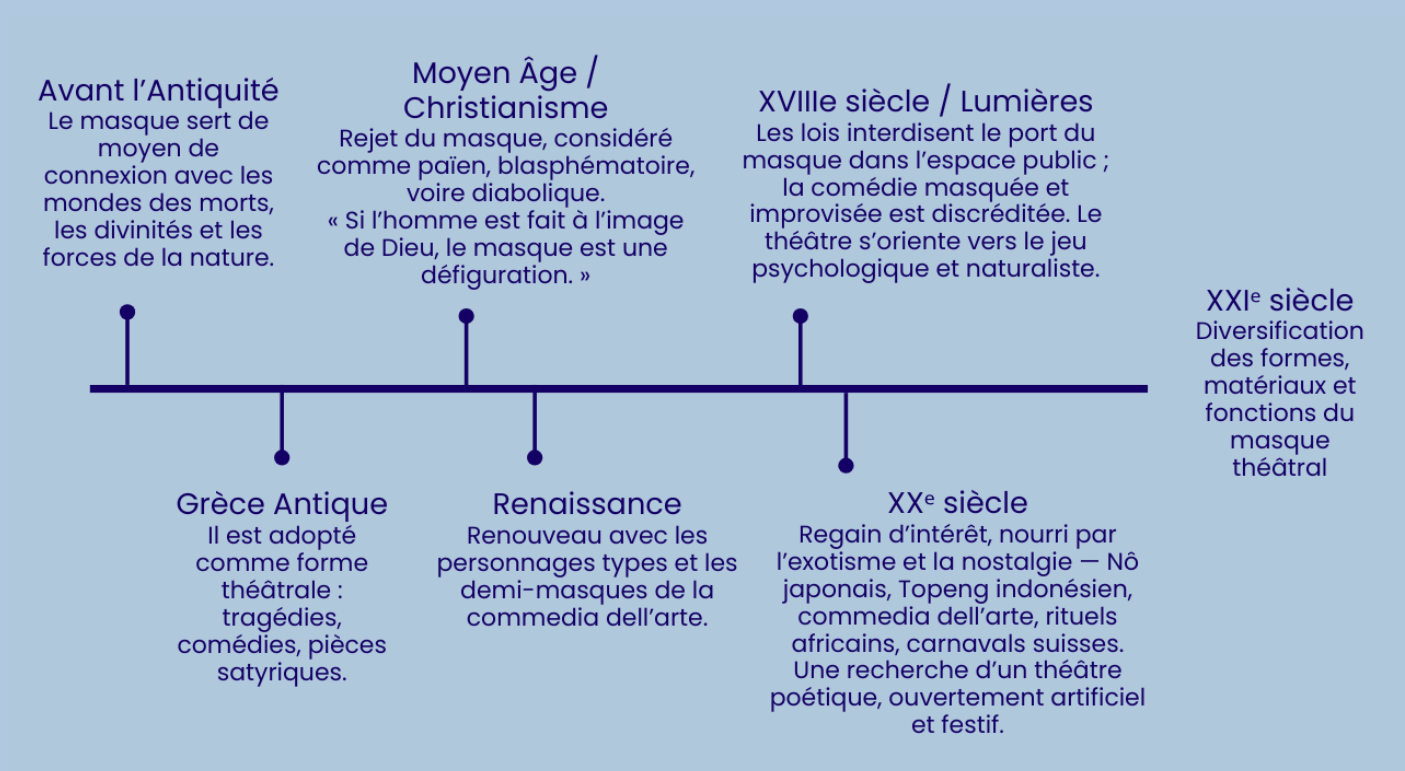 Avant l’Antiquité
Le masque sert de
moyen de
connexion avec les
mondes des morts,
les divinités et les
forces de la nature.
Moyen Âge /
Christianisme
Rejet du masque, considéré
comme païen, blasphématoire,
voire diabolique.
« Si l’homme est fait à l’image
de Dieu, le masque est une
défiguration. »
XVIIIe siècle / Lumières
Les lois interdisent le port du
masque dans l’espace public ;
la comédie masquée et
improvisée est discréditée. Le
théâtre s’oriente vers le jeu
psychologique et naturaliste.
XXIᵉ siècle
Diversification
des formes,
matériaux et
fonctions du
masque
théâtral
Grèce Antique
Il est adopté
comme forme
théâtrale :
tragédies,
comédies, pièces
satyriques.
Renaissance
Renouveau avec les
personnages types et les
demi-masques de la
commedia dell’arte.
XXᵉ siècle
Regain d’intérêt, nourri par
l’exotisme et la nostalgie — Nô
japonais, Topeng indonésien,
commedia dell’arte, rituels
africains, carnavals suisses.
Une recherche d’un théâtre
poétique, ouvertement artificiel
et festif.